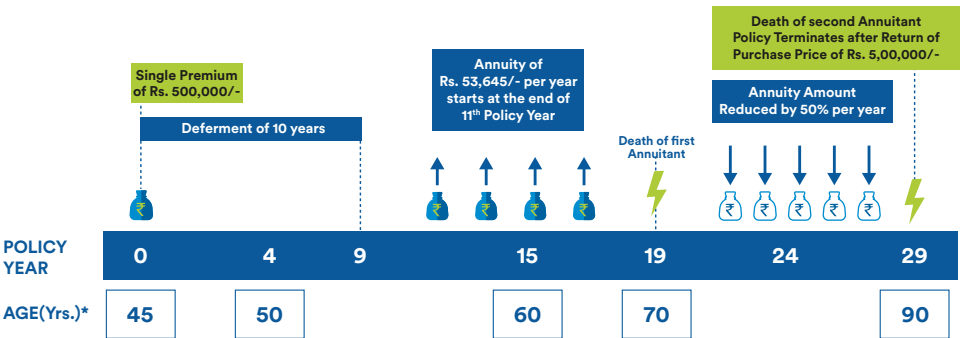 Death of second Annuitant
Policy Terminates after Return of
Purchase Price of Rs. 5,00,000/-
Single Premium
of Rs. 500,000/-
Annuity of
Rs. 53,645/- per year
starts at the end of
11th Policy Year
Annuity Amount
Reduced by 50% per year
Deferment of 10 years
Death of first
Annuitant
₹
₹ ₹ ₹ ₹
₹ ₹ ₹ ₹ ₹
POLICY
YEAR
0 4 9 15 19 24 29
AGE(Yrs.)* 45 50 60 70 90